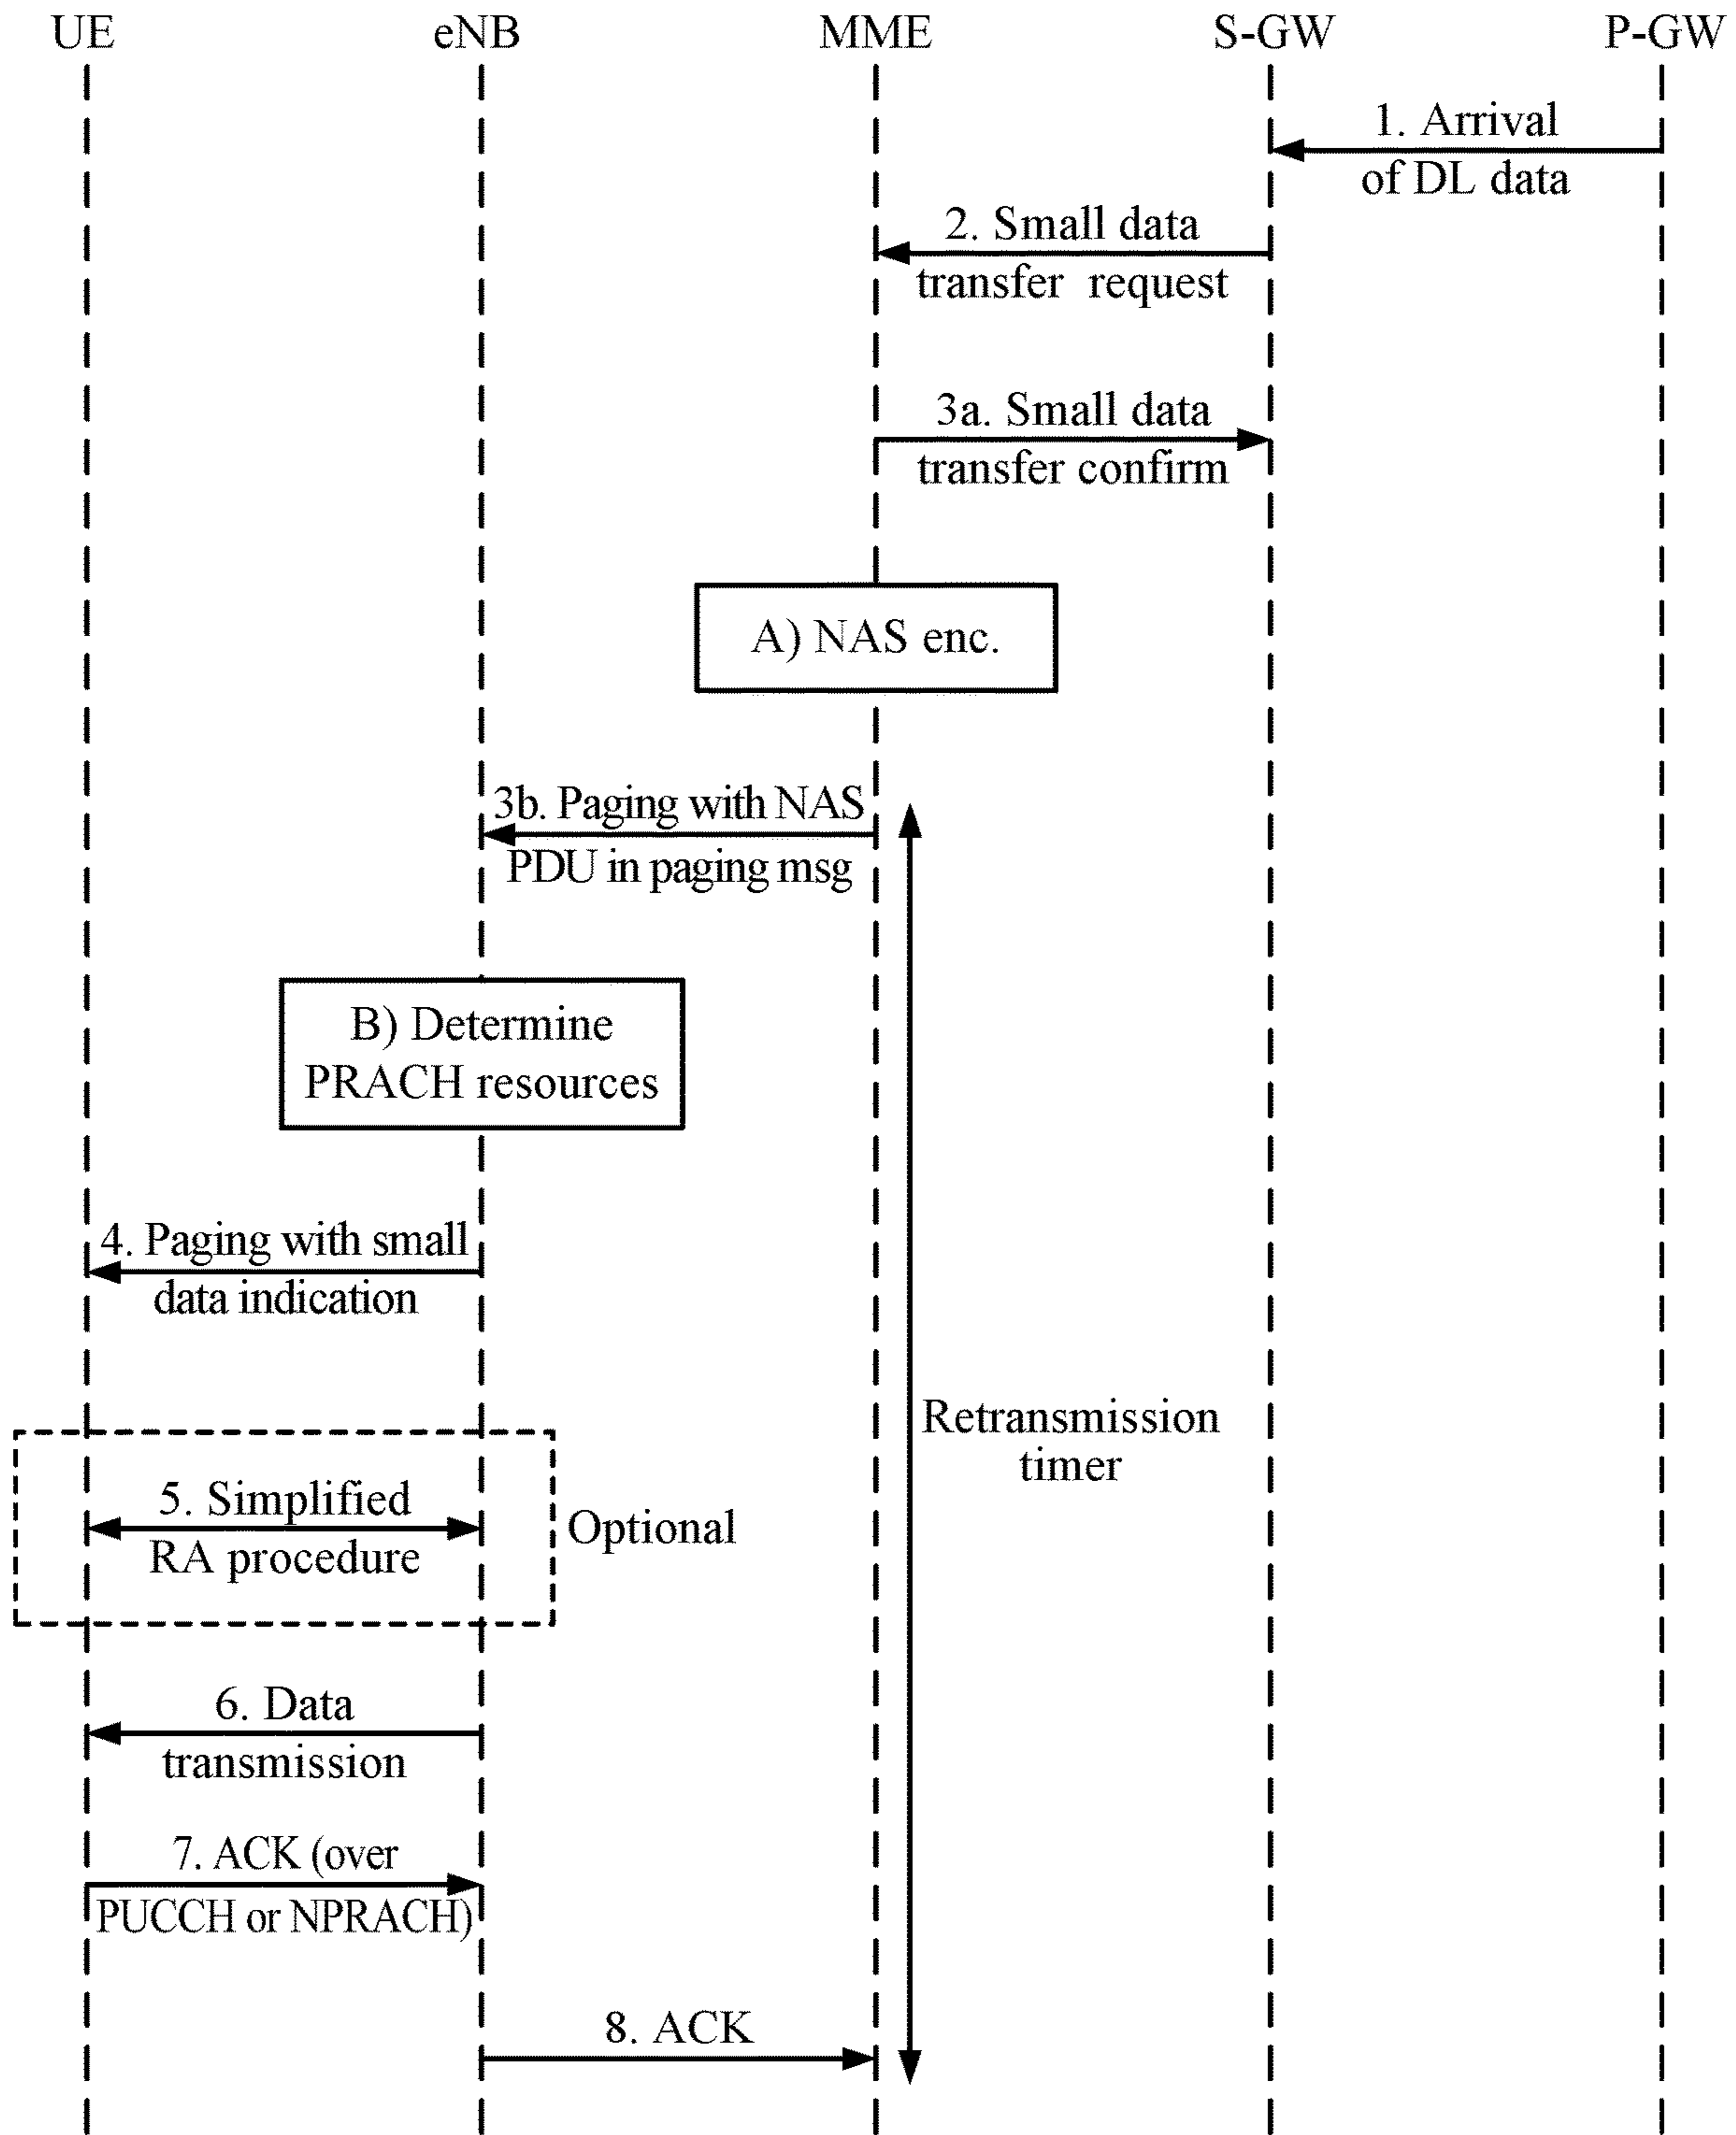 UE eNB MME S-GW P-GW
1. Arrival
of DL data
2. Small data
transfer request
3a. Small data
transfer confirm
A) NAS enc.
3b. Paging with NAS
PDU in paging msg
B) Determine
PRACH resources
4. Paging with small
data indication
Retransmission
timer
5. Simplified
RA procedure
Optional
6. Data
transmission
7. ACK (over
PUCCH or NPRACH)
8. ACK